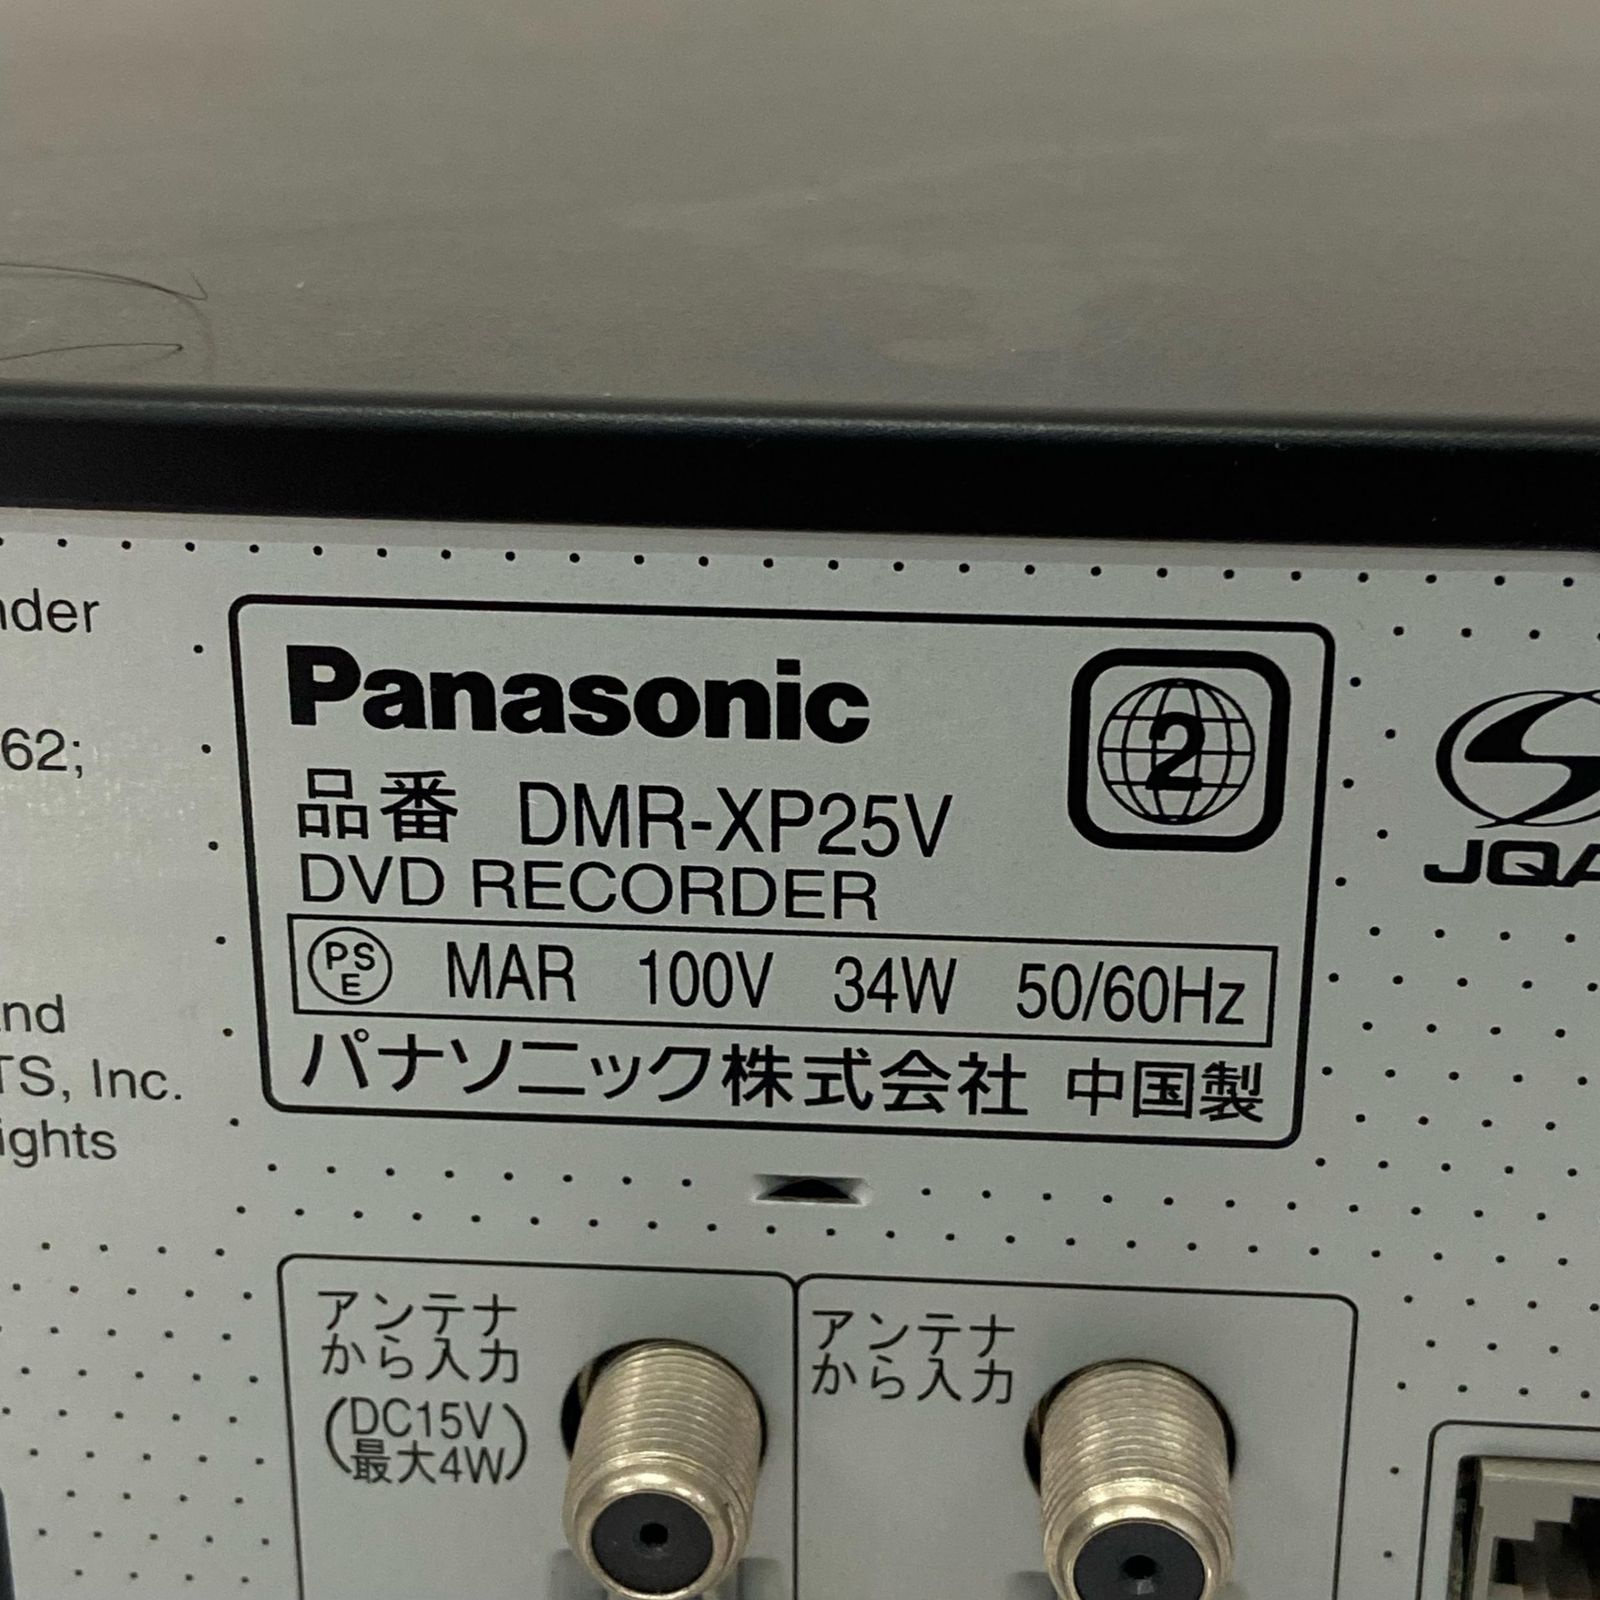 nder
62;
nd
TS, Inc.
ights
Panasonic
2
品番 DMR-XP25V
DVD RECORDER
PSE MAR 100V 34W 50/60Hz
パナソニック株式会社 中国製
JQA
アンテナ
から入力
(DC15V
最大4W)
アンテナ
から入力